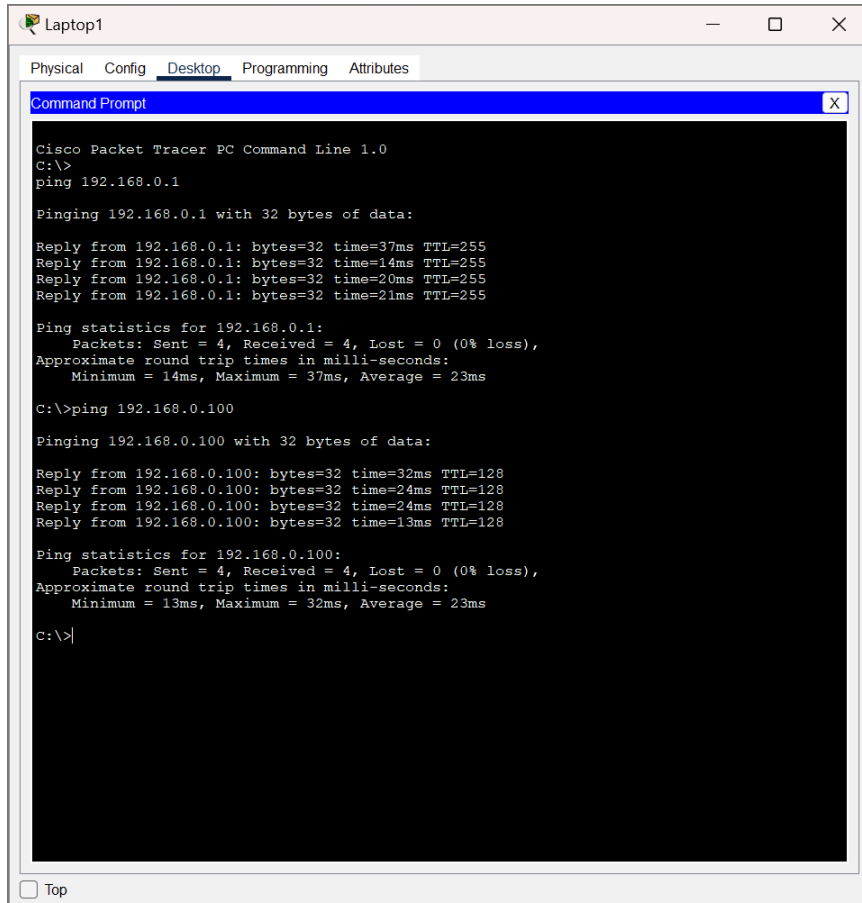 Laptop1
Physical Config Desktop Programming Attributes
Command Prompt X
Cisco Packet Tracer PC Command Line 1.0
C:\>
ping 192.168.0.1
Pinging 192.168.0.1 with 32 bytes of data:
Reply from 192.168.0.1: bytes=32 time=37ms TTL=255
Reply from 192.168.0.1: bytes=32 time=14ms TTL=255
Reply from 192.168.0.1: bytes=32 time=20ms TTL=255
Reply from 192.168.0.1: bytes=32 time=21ms TTL=255
Ping statistics for 192.168.0.1:
Packets: Sent = 4, Received = 4, Lost = 0 (0% loss),
Approximate round trip times in milli-seconds:
Minimum = 14ms, Maximum = 37ms, Average = 23ms
C:\>ping 192.168.0.100
Pinging 192.168.0.100 with 32 bytes of data:
Reply from 192.168.0.100: bytes=32 time=32ms TTL=128
Reply from 192.168.0.100: bytes=32 time=24ms TTL=128
Reply from 192.168.0.100: bytes=32 time=24ms TTL=128
Reply from 192.168.0.100: bytes=32 time=13ms TTL=128
Ping statistics for 192.168.0.100:
Packets: Sent = 4, Received = 4, Lost = 0 (0% loss),
Approximate round trip times in milli-seconds:
Minimum = 13ms, Maximum = 32ms, Average = 23ms
C:\>
Top